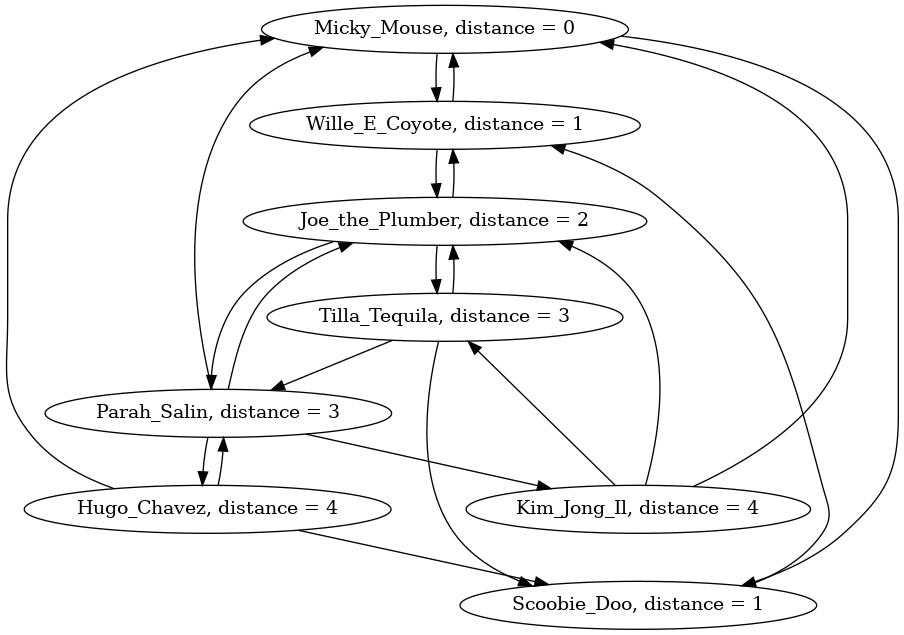 Micky_Mouse, distance = 0
Wille_E_Coyote, distance = 1
Joe_the_Plumber, distance = 2
Tilla_Tequila, distance = 3
Parah_Salin, distance = 3
Hugo_Chavez, distance = 4
Kim_Jong_Il, distance = 4
Scoobie_Doo, distance = 1